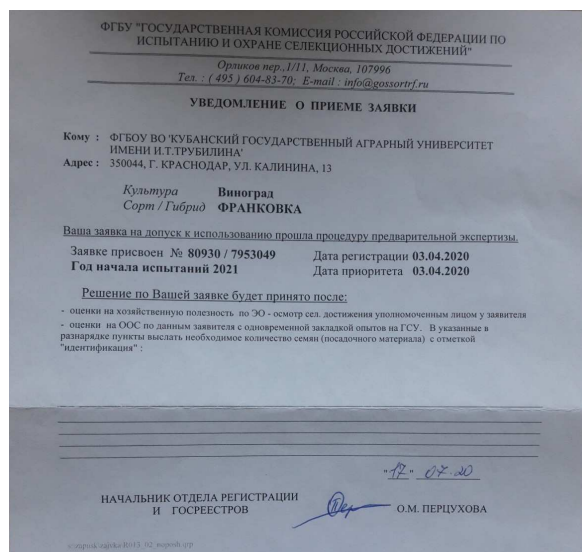 ФГБУ "ГОСУДАРСТВЕННАЯ КОМИССИЯ РОССИЙСКОЙ ФЕДЕРАЦИИ ПО
ИСПЫТАНИЮ И ОХРАНЕ СЕЛЕКЦИОННЫХ ДОСТИЖЕНИЙ"
Орликов пер.,1/11, Москва, 107996
Тел. : ( 495 ) 604-83-70; E-mail : info@gossortrf.ru
УВЕДОМЛЕНИЕ О ПРИЕМЕ ЗАЯВКИ
Кому : ФГБОУ ВО 'КУБАНСКИЙ ГОСУДАРСТВЕННЫЙ АГРАРНЫЙ УНИВЕРСИТЕТ
ИМЕНИ И.Т.ТРУБИЛИНА'
Адрес : 350044, Г. КРАСНОДАР, УЛ. КАЛИНИНА, 13
Культура Виноград
Сорт / Гибрид ФРАНКОВКА
Ваша заявка на допуск к использованию прошла процедуру предварительной экспертизы.
Заявке присвоен № 80930 / 7953049 Дата регистрации 03.04.2020
Год начала испытаний 2021 Дата приоритета 03.04.2020
Решение по Вашей заявке будет принято после:
- оценки на хозяйственную полезность по ЭО - осмотр сел. достижения уполномоченным лицом у заявителя
- оценки на ООС по данным заявителя с одновременной закладкой опытов на ГСУ. В указанные в
разнарядке пункты выслать необходимое количество семян (посадочного материала) с отметкой
"идентификация" :
"17" 07.20
НАЧАЛЬНИК ОТДЕЛА РЕГИСТРАЦИИ
И ГОСРЕЕСТРОВ О.М. ПЕРЦУХОВА